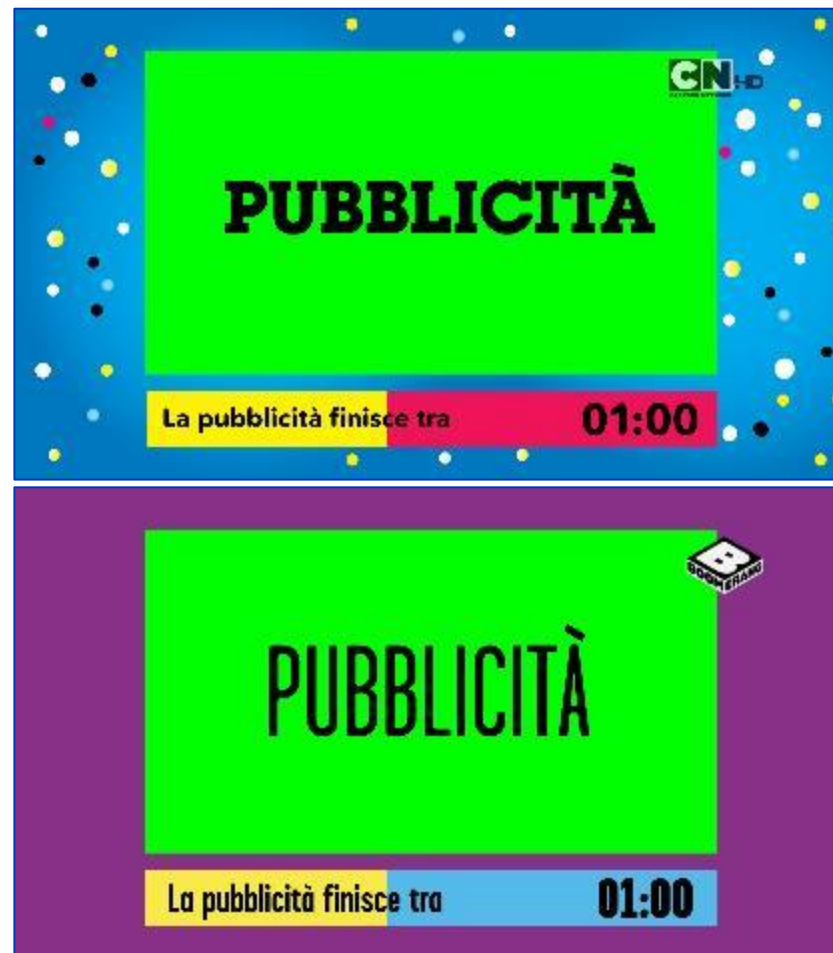 CN HD
PUBBLICITÀ
La pubblicità finisce tra 01:00
B
BOOMERANG
PUBBLICITÀ
La pubblicità finisce tra 01:00